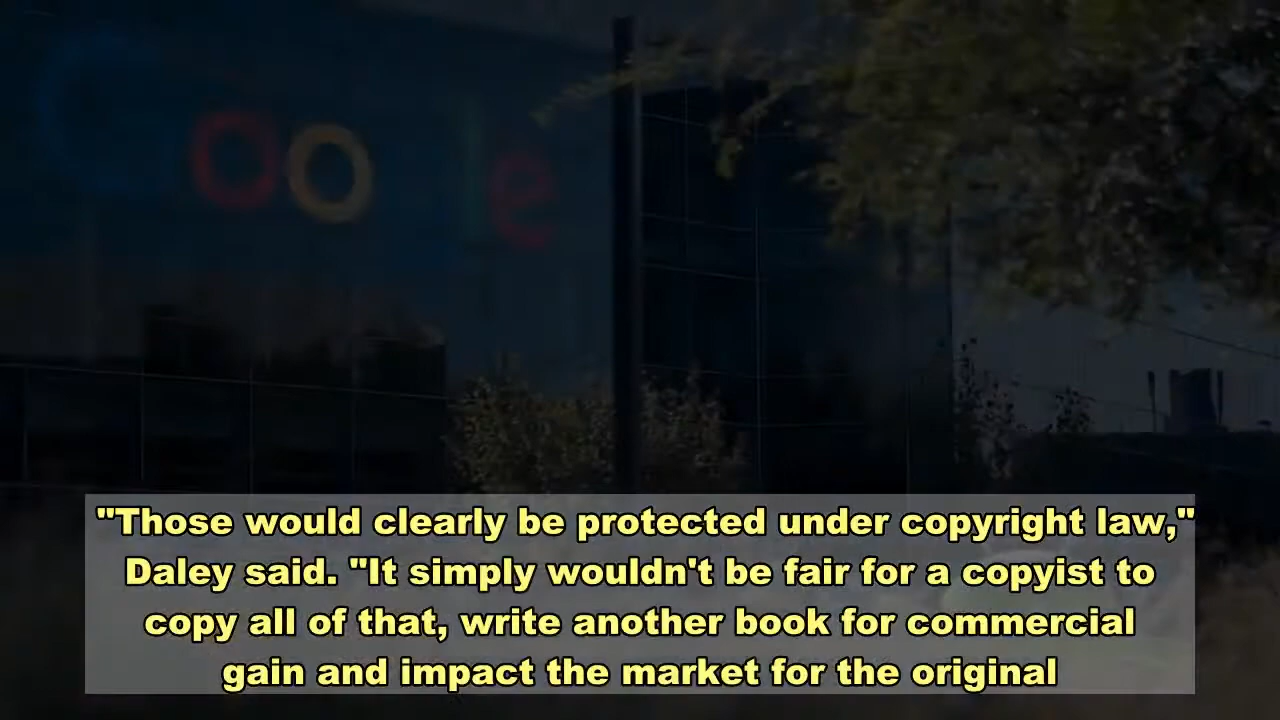 Google
"Those would clearly be protected under copyright law,"
Daley said. "It simply wouldn't be fair for a copyist to
copy all of that, write another book for commercial
gain and impact the market for the original